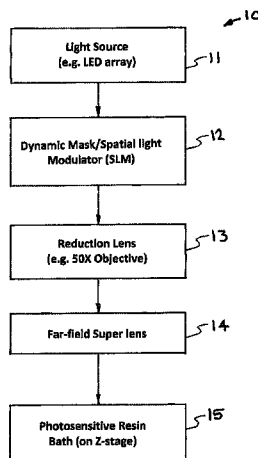 10
Light Source
(e.g. LED array)
11
Dynamic Mask/Spatial light
Modulator (SLM)
12
Reduction Lens
(e.g. 50X Objective)
13
Far-field Super lens
14
Photosensitive Resin
Bath (on Z-stage)
15